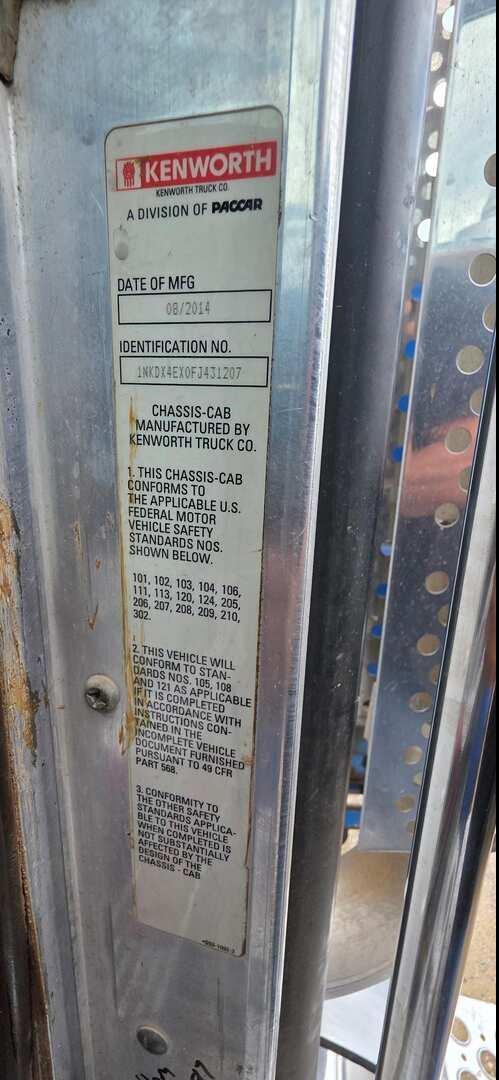 KENWORTH
KENWORTH TRUCK CO.
A DIVISION OF PACCAR
DATE OF MFG
08/2014
IDENTIFICATION NO.
1NKDX4EX0FJ431207
CHASSIS-CAB
MANUFACTURED BY
KENWORTH TRUCK CO.
1. THIS CHASSIS-CAB
CONFORMS TO
THE APPLICABLE U.S.
FEDERAL MOTOR
VEHICLE SAFETY
STANDARDS NOS.
SHOWN BELOW.
101, 102, 103, 104, 106,
111, 113, 120, 124, 205,
206, 207, 208, 209, 210,
302.
2. THIS VEHICLE WILL
CONFORM TO STAN-
DARDS NOS. 105, 108
AND 121 AS APPLICABLE
IF IT IS COMPLETED
IN ACCORDANCE WITH
INSTRUCTIONS CON-
TAINED IN THE
INCOMPLETE VEHICLE
DOCUMENT FURNISHED
PURSUANT TO 49 CFR
PART 568.
3. CONFORMITY TO
THE OTHER SAFETY
STANDARDS APPLICA-
BLE TO THIS VEHICLE
WHEN COMPLETED IS
NOT SUBSTANTIALLY
AFFECTED BY THE
DESIGN OF THE
CHASSIS - CAB